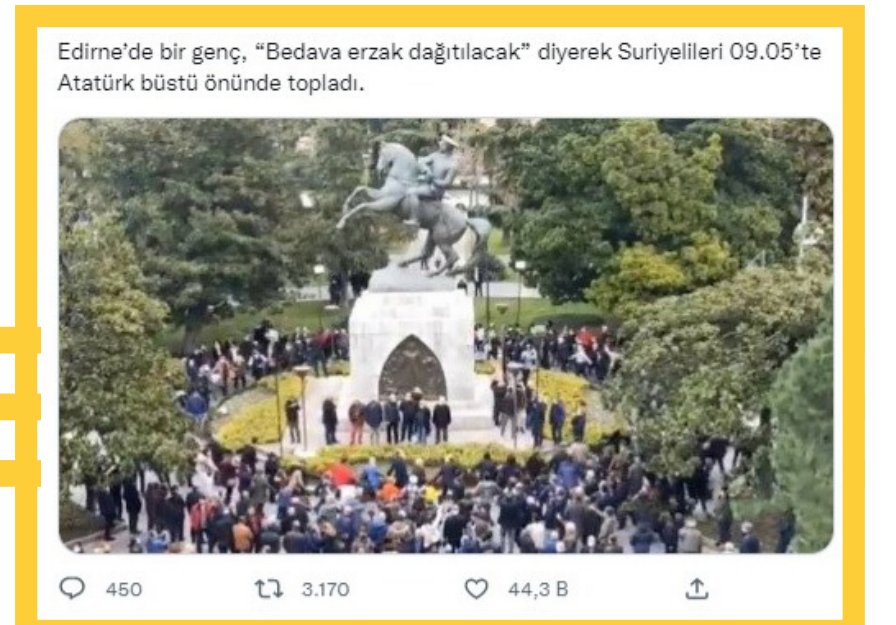 Edirne’de bir genç, “Bedava erzak dağıtılacak” diyerek Suriyelileri 09.05’te
Atatürk büstü önünde topladı.
450 3.170 44,3 B